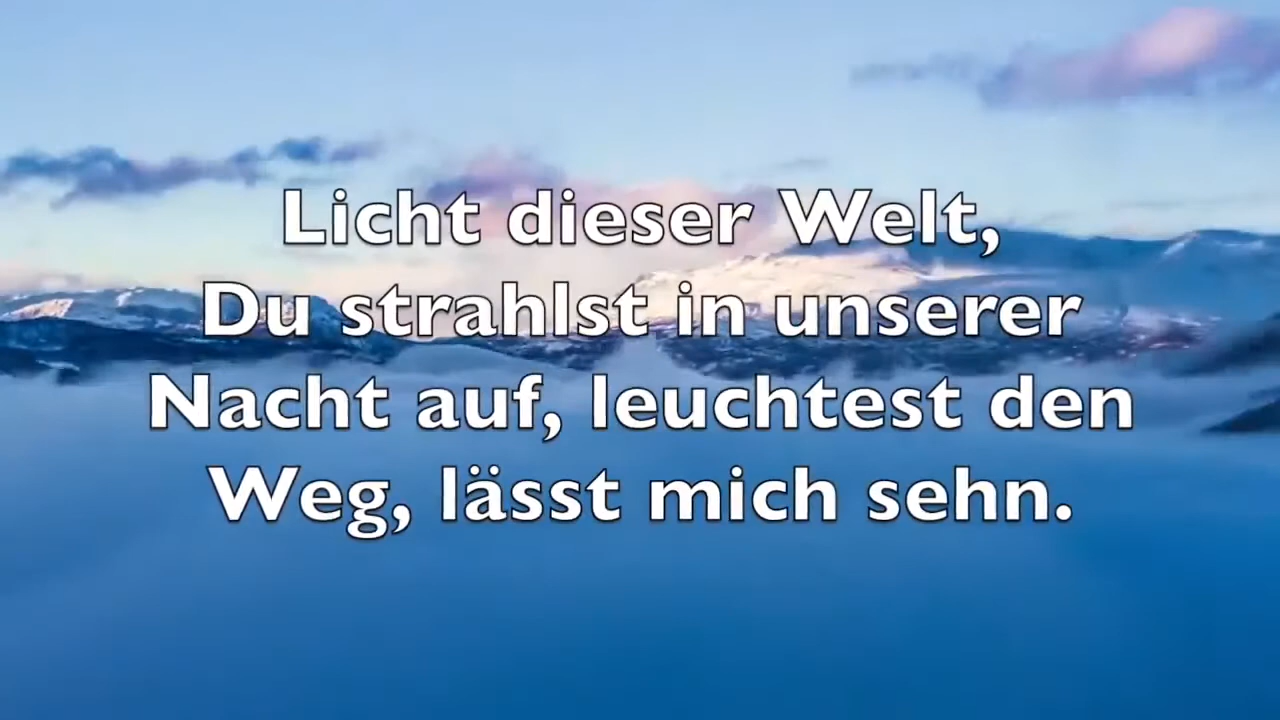 Licht dieser Welt,
Du strahlst in unserer
Nacht auf, leuchtest den
Weg, lässt mich sehn.